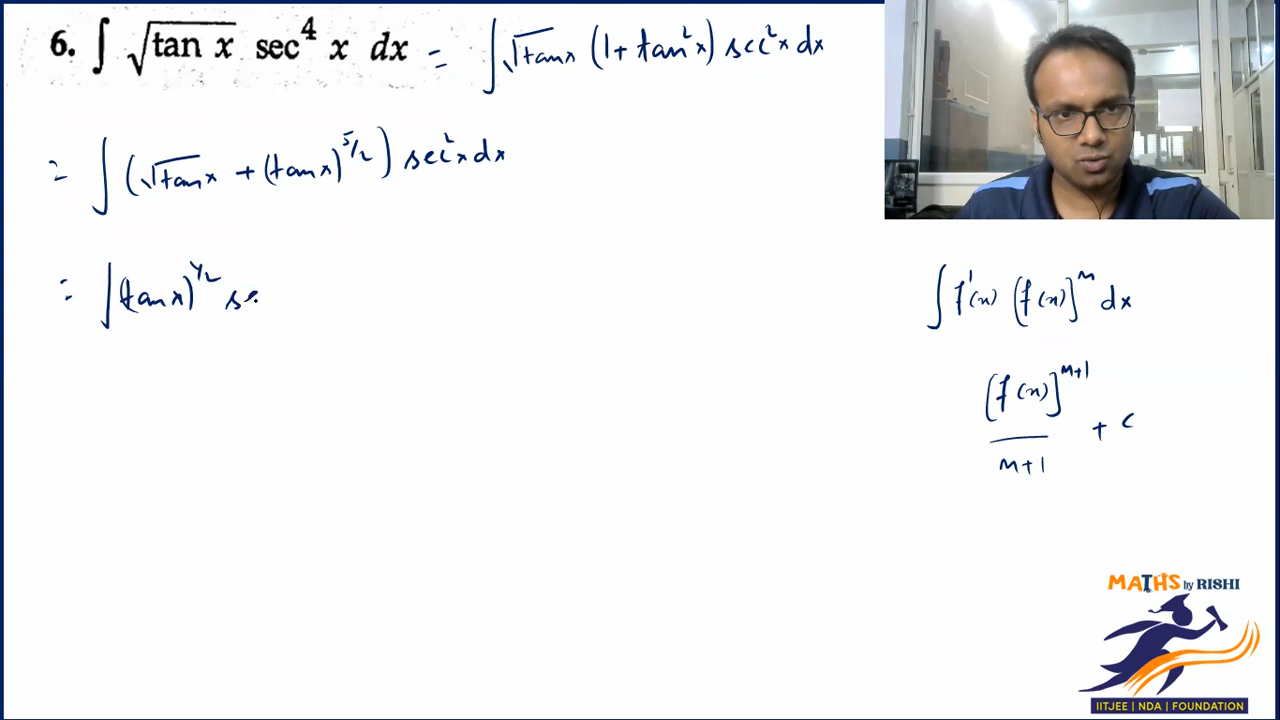 6. ∫ √tan x sec⁴ x dx = ∫ √tan x (1 + tan²x) sec²x dx
= ∫ (√tan x + (tan x)^5/2) sec²x dx
= ∫ (tan x)^1/2 se
∫ f'(x) [f(x)]^n dx
[f(x)]^n+1 / n+1 + c
MATHS by RISHI
IITJEE | NDA | FOUNDATION